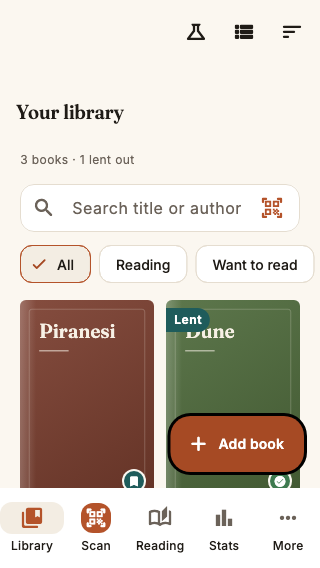 Your library
3 books · 1 lent out
Search title or author
All
Reading
Want to read
Piranesi
Lent
Dune
Add book
Library
Scan
Reading
Stats
More